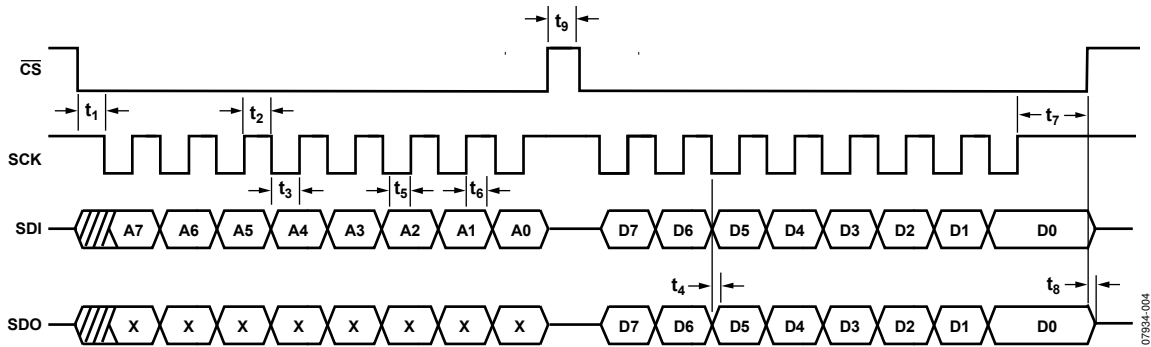 t9
CS
t1
t2
t7
SCK
t3
t5
t6
SDI
A7 A6 A5 A4 A3 A2 A1 A0 D7 D6 D5 D4 D3 D2 D1 D0
t4
t8
SDO
X X X X X X X X D7 D6 D5 D4 D3 D2 D1 D0
07934-004